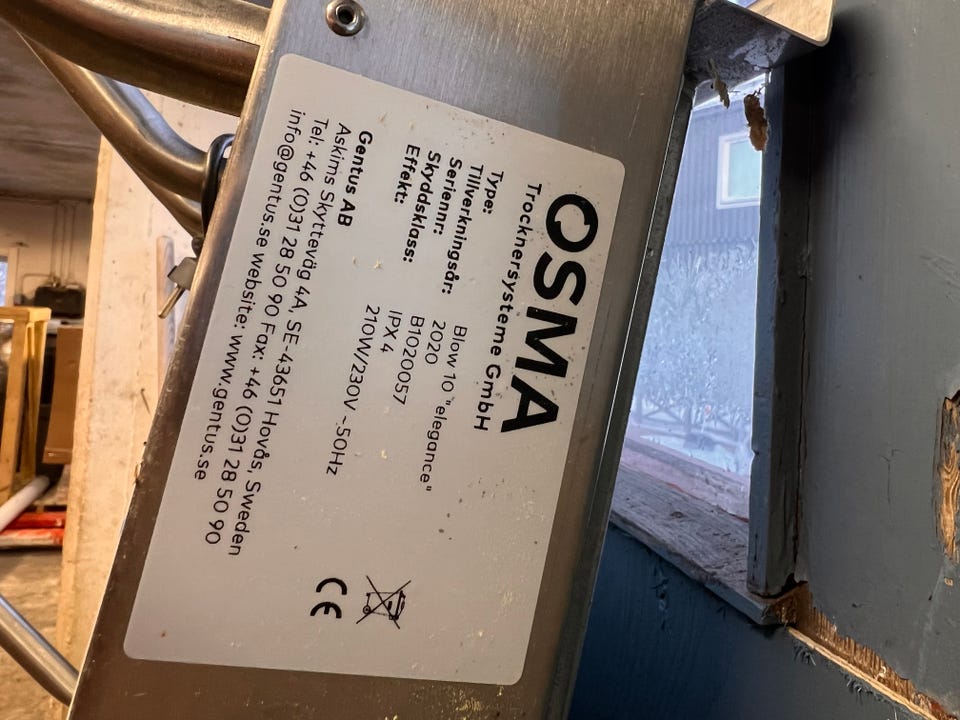 OSMA
Trocknersysteme GmbH
Type: Blow 10 "elegance"
Tillverkningsår: 2020
Seriennr: B1020057
Skyddsklass: IPX 4
Effekt: 210W/230V ~50Hz
Gentus AB
Askims Skytteväg 4A, SE-43651 Hovås, Sweden
Tel: +46 (0)31 28 50 90 Fax: +46 (0)31 28 50 90
info@gentus.se website: www.gentus.se
CE